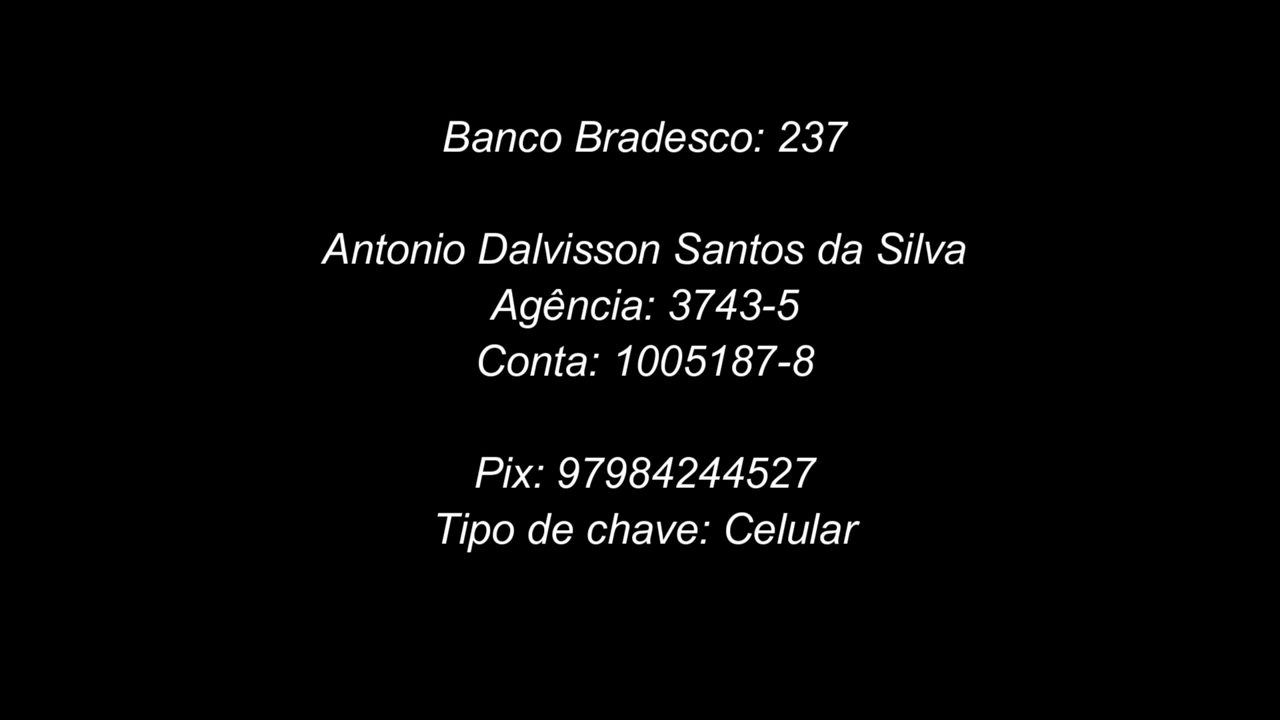 Banco Bradesco: 237
Antonio Dalvisson Santos da Silva
Agência: 3743-5
Conta: 1005187-8
Pix: 97984244527
Tipo de chave: Celular